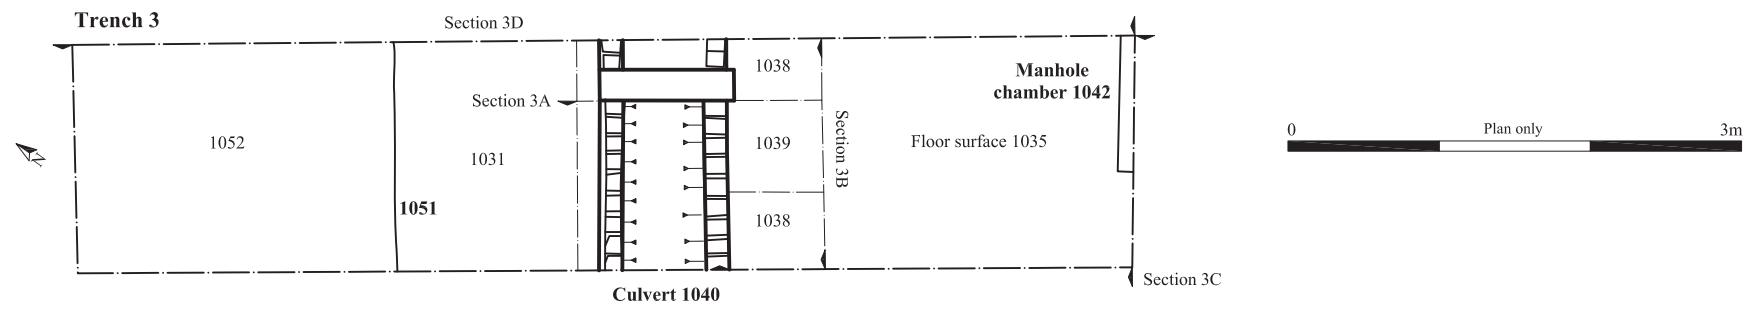 Trench 3
Section 3D
1038
Manhole
chamber 1042
Section 3A
0
Plan only
3m
1052
1031
1039
Section 3B
Floor surface 1035
N
1051
1038
Culvert 1040
Section 3C